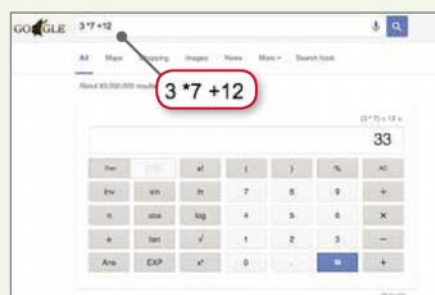 GOOGLE 3 *7 +12
All Maps Shopping Images News More Search tools
3 *7 +12
(3 * 7) + 12 =
33
Rad x! ( ) % AC
Inv sin ln 7 8 9 ÷
π cos log 4 5 6 ×
e tan √ 1 2 3 −
Ans EXP 0 . = +